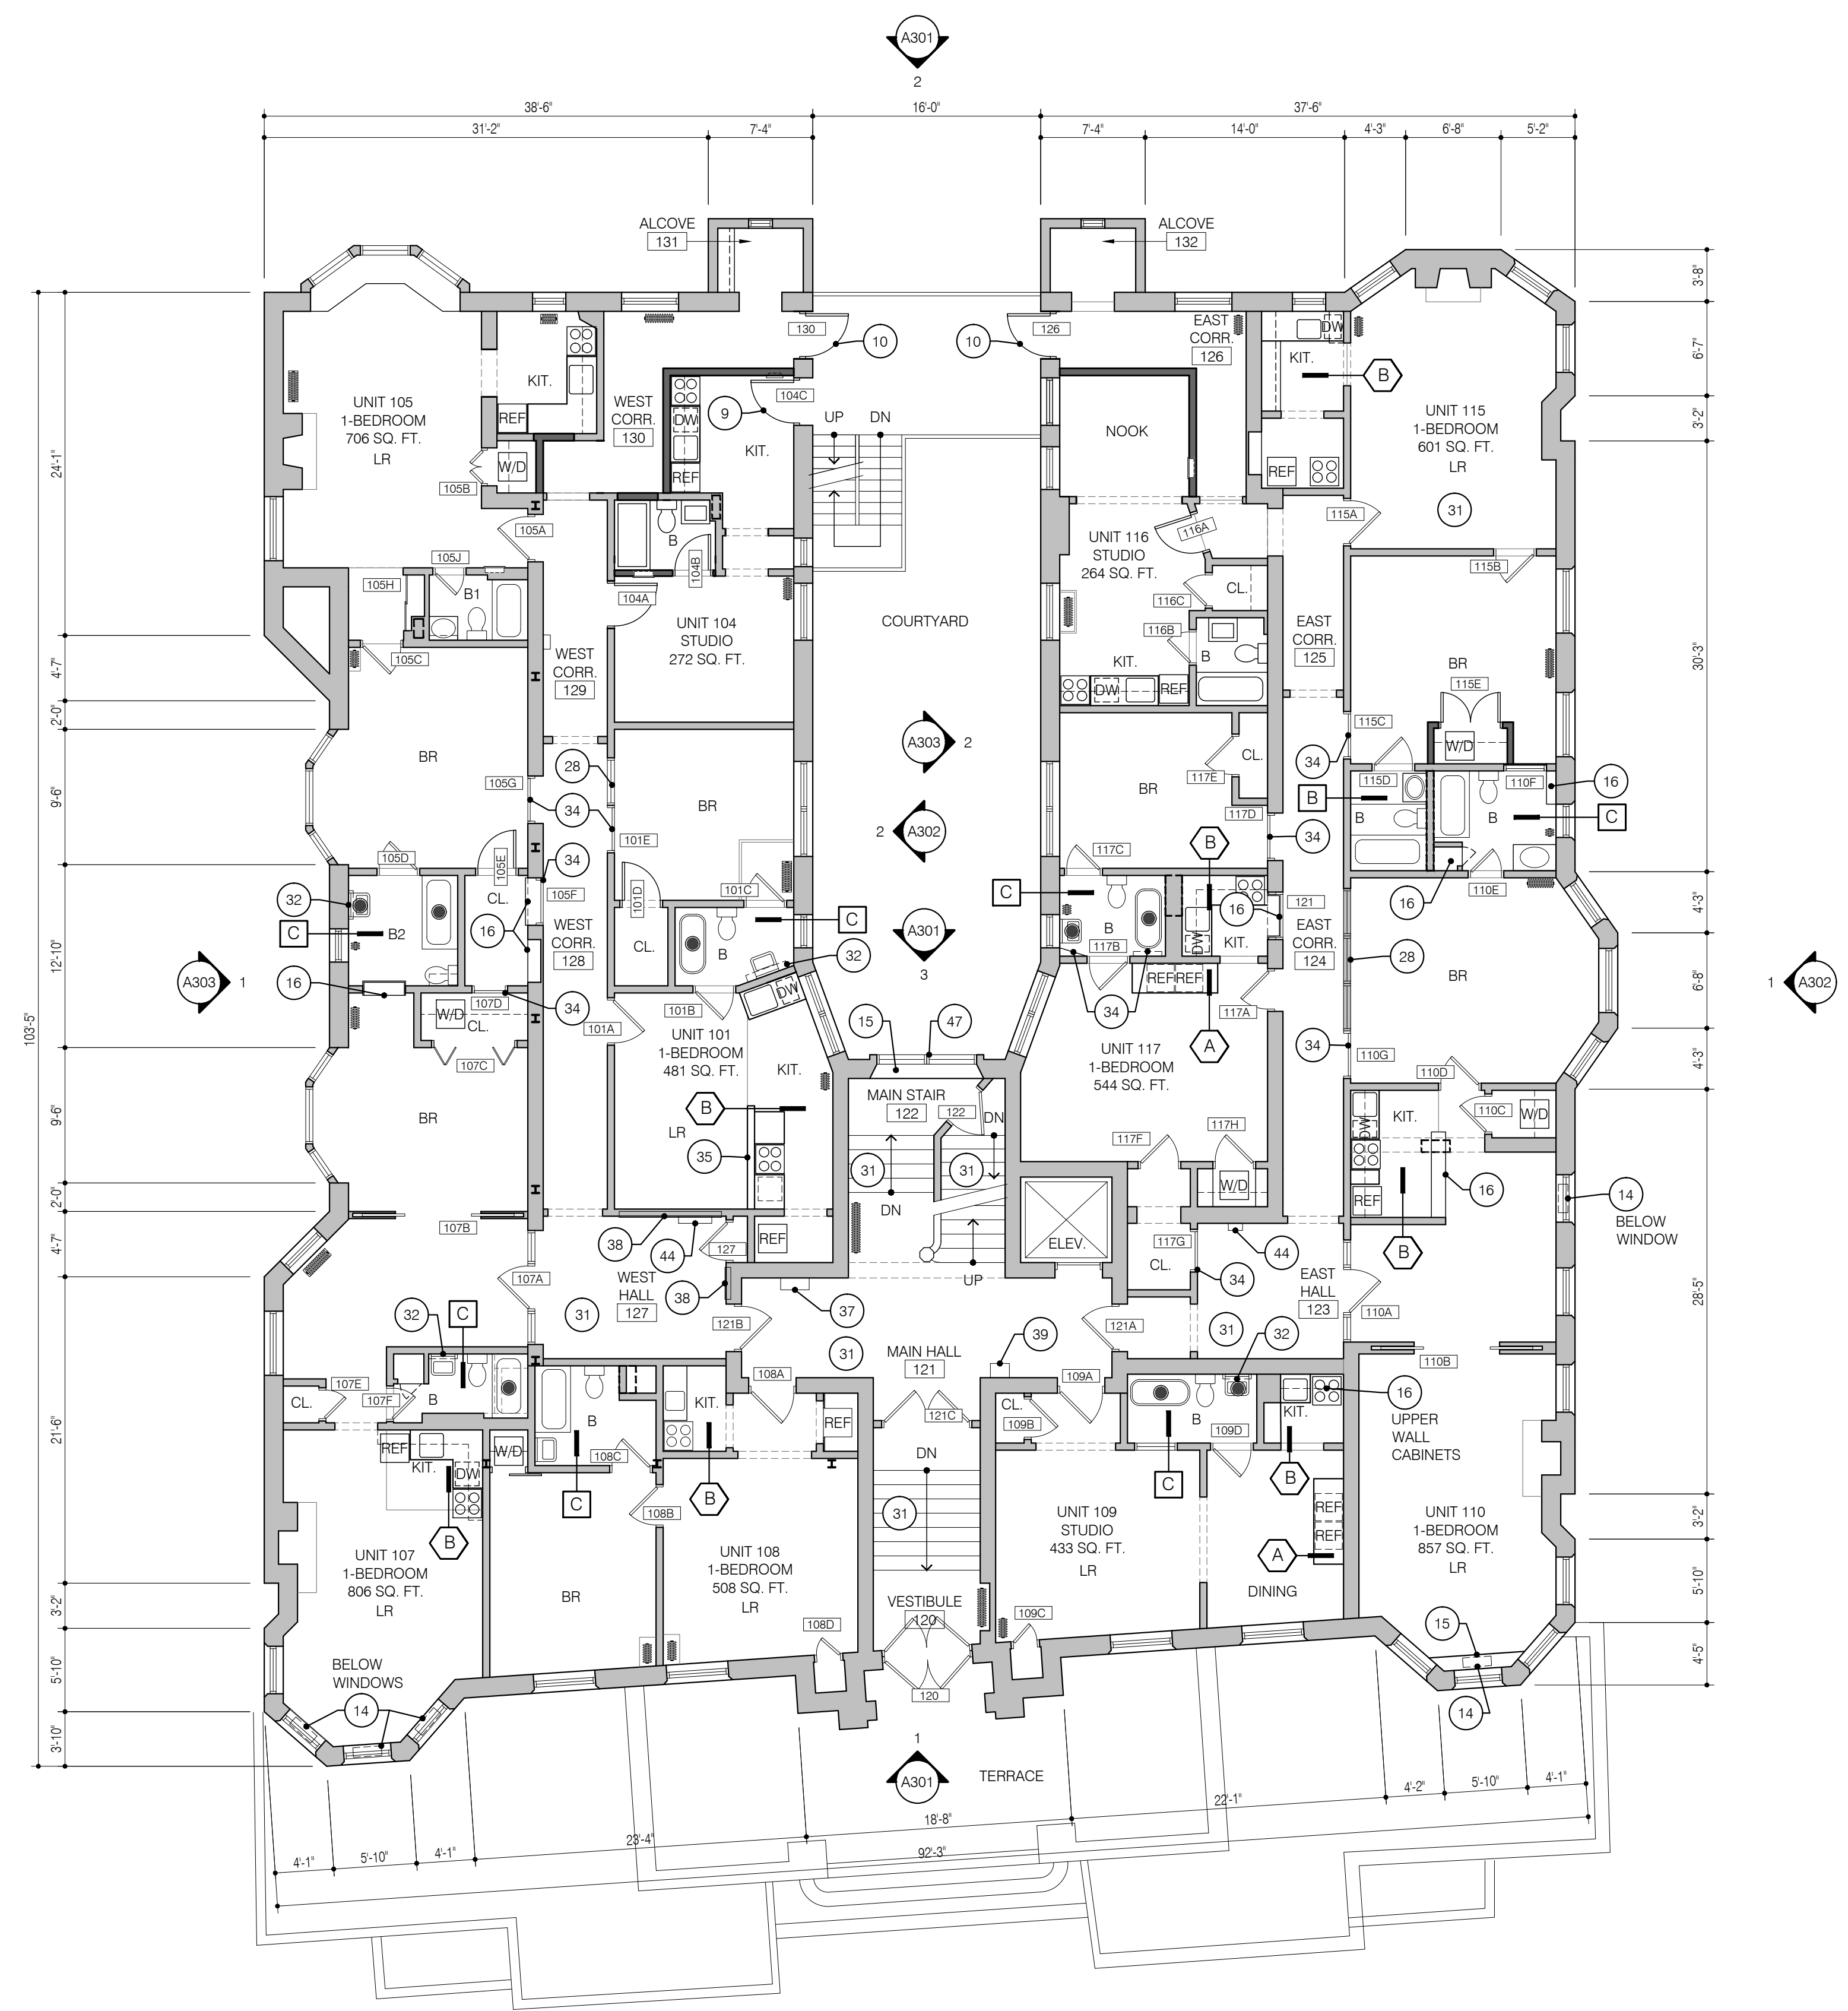 A301
2
38'-6"
16'-0"
37'-6"
31'-2"
7'-4"
7'-4"
14'-0"
4'-3"
6'-8"
5'-2"
ALCOVE
131
ALCOVE
132
130
10
10
126
EAST
CORR.
126
DW
KIT.
B
UNIT 105
1-BEDROOM
706 SQ. FT.
LR
KIT.
REF
W/D
105B
WEST
CORR.
130
9
104C
DW
REF
KIT.
UP
DN
NOOK
REF
UNIT 115
1-BEDROOM
601 SQ. FT.
LR
31
115A
115B
105A
105J
105H
B1
105C
B
104B
104A
UNIT 104
STUDIO
272 SQ. FT.
WEST
CORR.
129
COURTYARD
UNIT 116
STUDIO
264 SQ. FT.
116A
116C
CL.
116B
B
KIT.
DW
REF
EAST
CORR.
125
BR
115E
W/D
115C
34
115D
B
B
110F
16
B
C
16
110E
BR
105G
28
34
101E
BR
A303
2
2
A302
A301
3
BR
117E
CL.
117D
34
117C
B
C
B
117B
16
121
KIT.
DW
REF
REF
34
A
117A
EAST
CORR.
124
28
BR
34
110G
110D
105D
105E
34
105F
CL.
32
C
B2
16
WEST
CORR.
128
101D
CL.
101C
C
B
32
101B
101A
DW
A303
1
16
107D
34
W/D
CL.
107C
UNIT 101
1-BEDROOM
481 SQ. FT.
KIT.
B
LR
35
15
47
MAIN STAIR
122
122
DN
31
31
DN
UP
UNIT 117
1-BEDROOM
544 SQ. FT.
117F
117H
W/D
ELEV.
117G
CL.
34
44
1
A302
KIT.
110C
W/D
DW
REF
16
B
14
BELOW
WINDOW
BR
107B
38
44
127
REF
WEST
HALL
127
38
107A
31
37
121B
121A
31
MAIN HALL
121
39
EAST
HALL
123
31
32
110A
110B
32
C
107E
CL.
107F
B
108A
KIT.
REF
B
108C
C
B
108B
121C
DN
31
CL.
109B
109A
B
109D
KIT.
C
B
16
UPPER
WALL
CABINETS
REF
KIT.
DW
W/D
B
UNIT 107
1-BEDROOM
806 SQ. FT.
LR
BR
UNIT 108
1-BEDROOM
508 SQ. FT.
LR
108D
VESTIBULE
120
120
109C
UNIT 109
STUDIO
433 SQ. FT.
LR
REF
REF
A
DINING
UNIT 110
1-BEDROOM
857 SQ. FT.
LR
15
14
BELOW
WINDOWS
14
1
A301
TERRACE
103'-5"
24'-1"
4'-7"
2'-0"
9'-6"
12'-10"
9'-6"
2'-0"
4'-7"
21'-6"
3'-2"
5'-10"
3'-10"
3'-8"
6'-7"
3'-2"
30'-3"
4'-3"
6'-8"
4'-3"
28'-5"
3'-2"
5'-10"
4'-5"
4'-1"
5'-10"
4'-1"
23'-4"
18'-8"
22'-1"
4'-2"
5'-10"
4'-1"
92'-3"